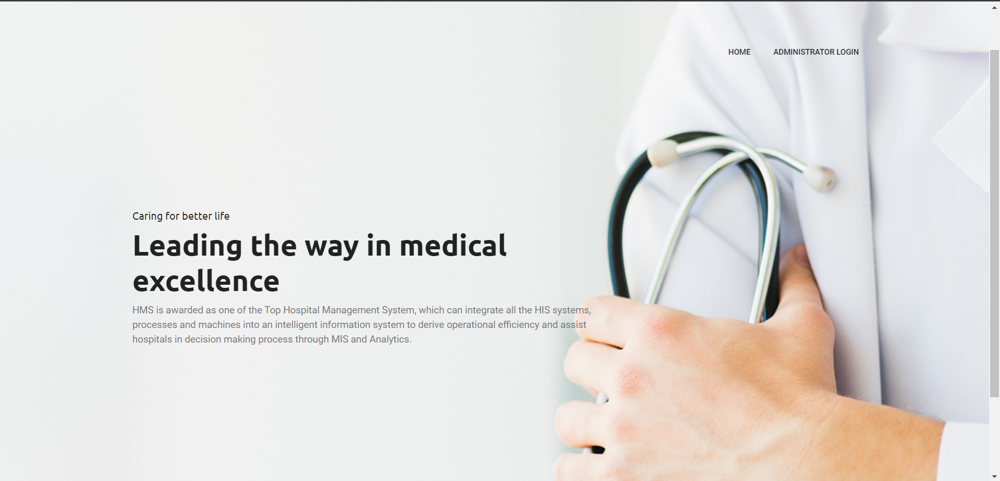 HOME ADMINISTRATOR LOGIN
Caring for better life
Leading the way in medical
excellence
HMS is awarded as one of the Top Hospital Management System, which can integrate all the HIS systems,
processes and machines into an intelligent information system to derive operational efficiency and assist
hospitals in decision making process through MIS and Analytics.